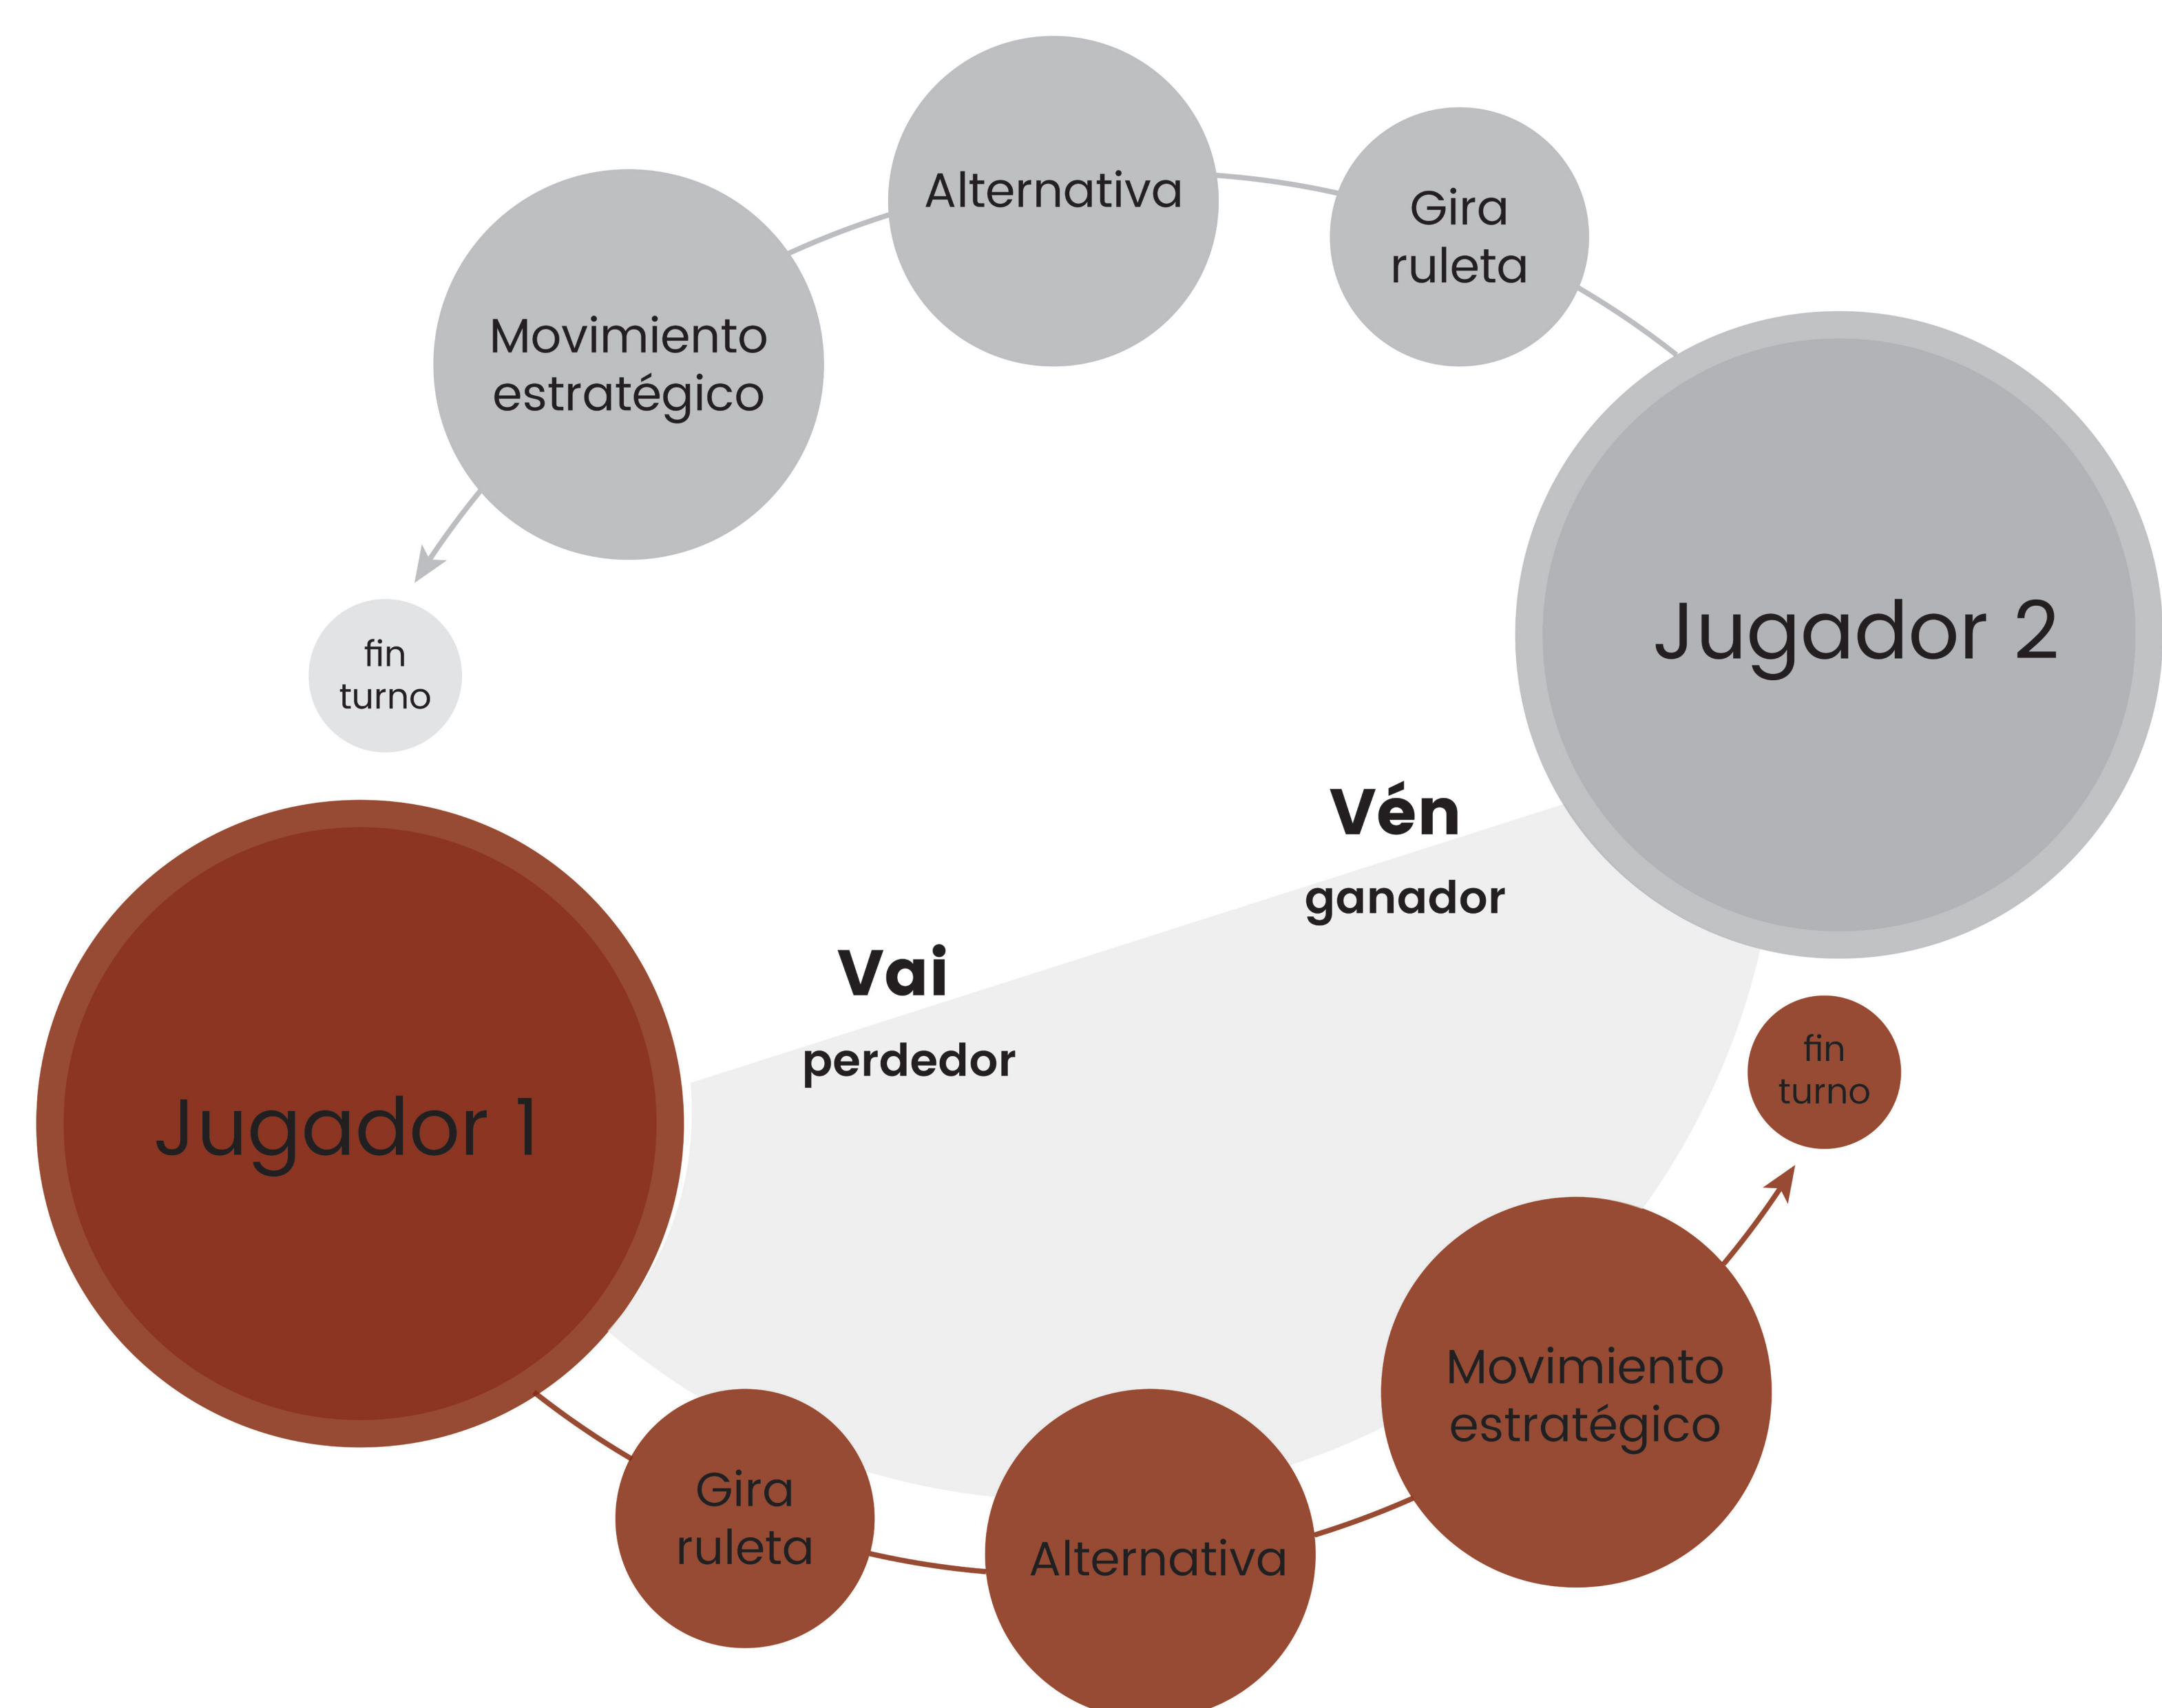 Alternativa
Gira
ruleta
Movimiento
estratégico
Jugador 2
fin
turno
Vén
ganador
Vai
perdedor
Jugador 1
fin
turno
Movimiento
estratégico
Gira
ruleta
Alternativa